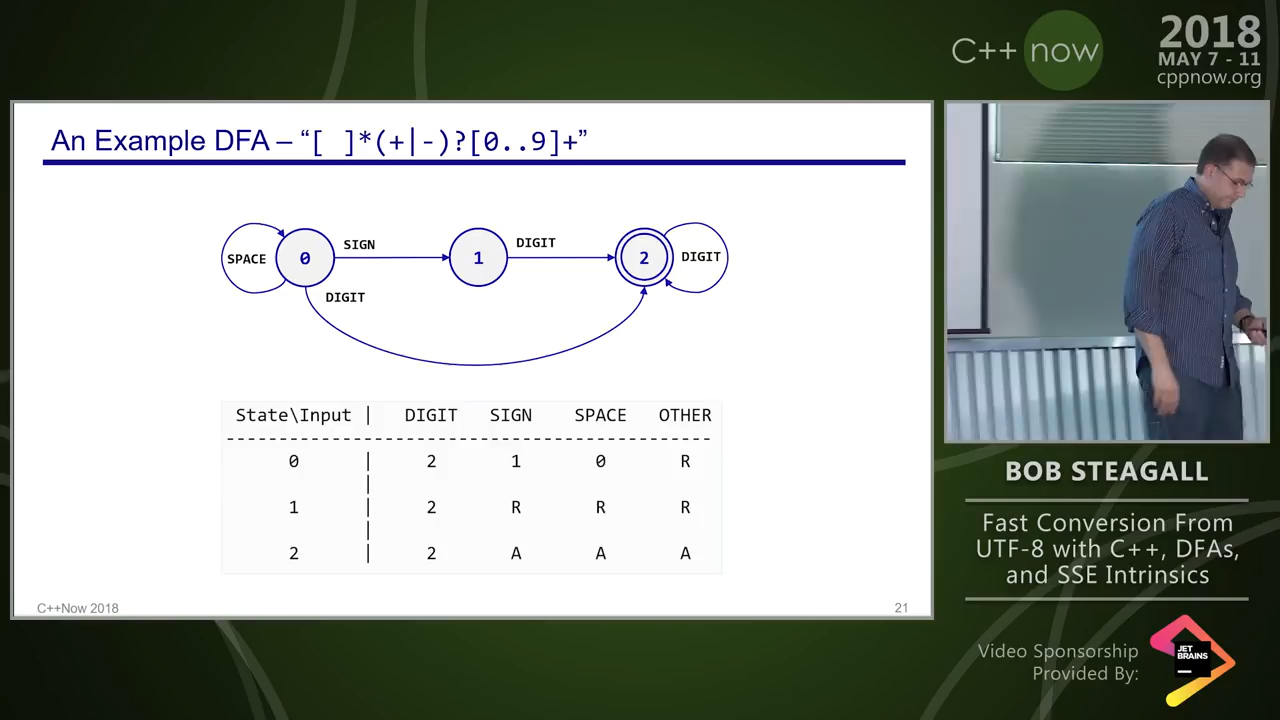 C++ now
2018
MAY 7 - 11
cppnow.org
An Example DFA – “[ ]*(+|-)?[0..9]+”
SPACE
0
SIGN
1
DIGIT
2
DIGIT
DIGIT
State\Input | DIGIT SIGN SPACE OTHER
-----------------------------------------
0 | 2 1 0 R
|
1 | 2 R R R
|
2 | 2 A A A
C++Now 2018
21
BOB STEAGALL
Fast Conversion From
UTF-8 with C++, DFAs,
and SSE Intrinsics
Video Sponsorship
Provided By:
JET
BRAINS